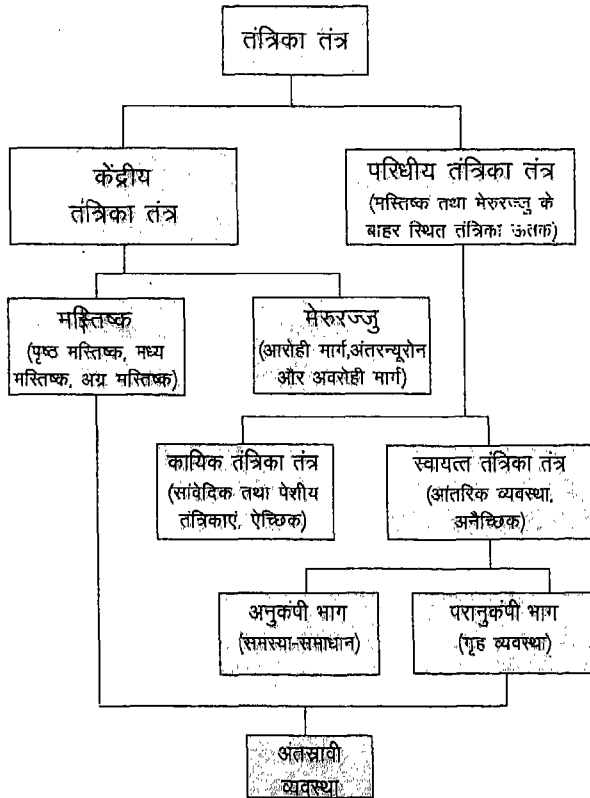 तंत्रिका तंत्र
केंद्रीय
तंत्रिका तंत्र
परिधीय तंत्रिका तंत्र
(मस्तिष्क तथा मेरुरज्जु के
बाहर स्थित तंत्रिका ऊतक)
मस्तिष्क
(पृष्ठ मस्तिष्क, मध्य
मस्तिष्क, अग्र मस्तिष्क)
मेरुरज्जु
(आरोही मार्ग,अंतरन्यूरोन
और अवरोही मार्ग)
कायिक तंत्रिका तंत्र
(सांवेदिक तथा पेशीय
तंत्रिकाएं, ऐच्छिक)
स्वायत्त तंत्रिका तंत्र
(आंतरिक व्यवस्था,
अनैच्छिक)
अनुकंपी भाग
(समस्या-समाधान)
परानुकंपी भाग
(गृह व्यवस्था)
अंतस्रावी
व्यवस्था